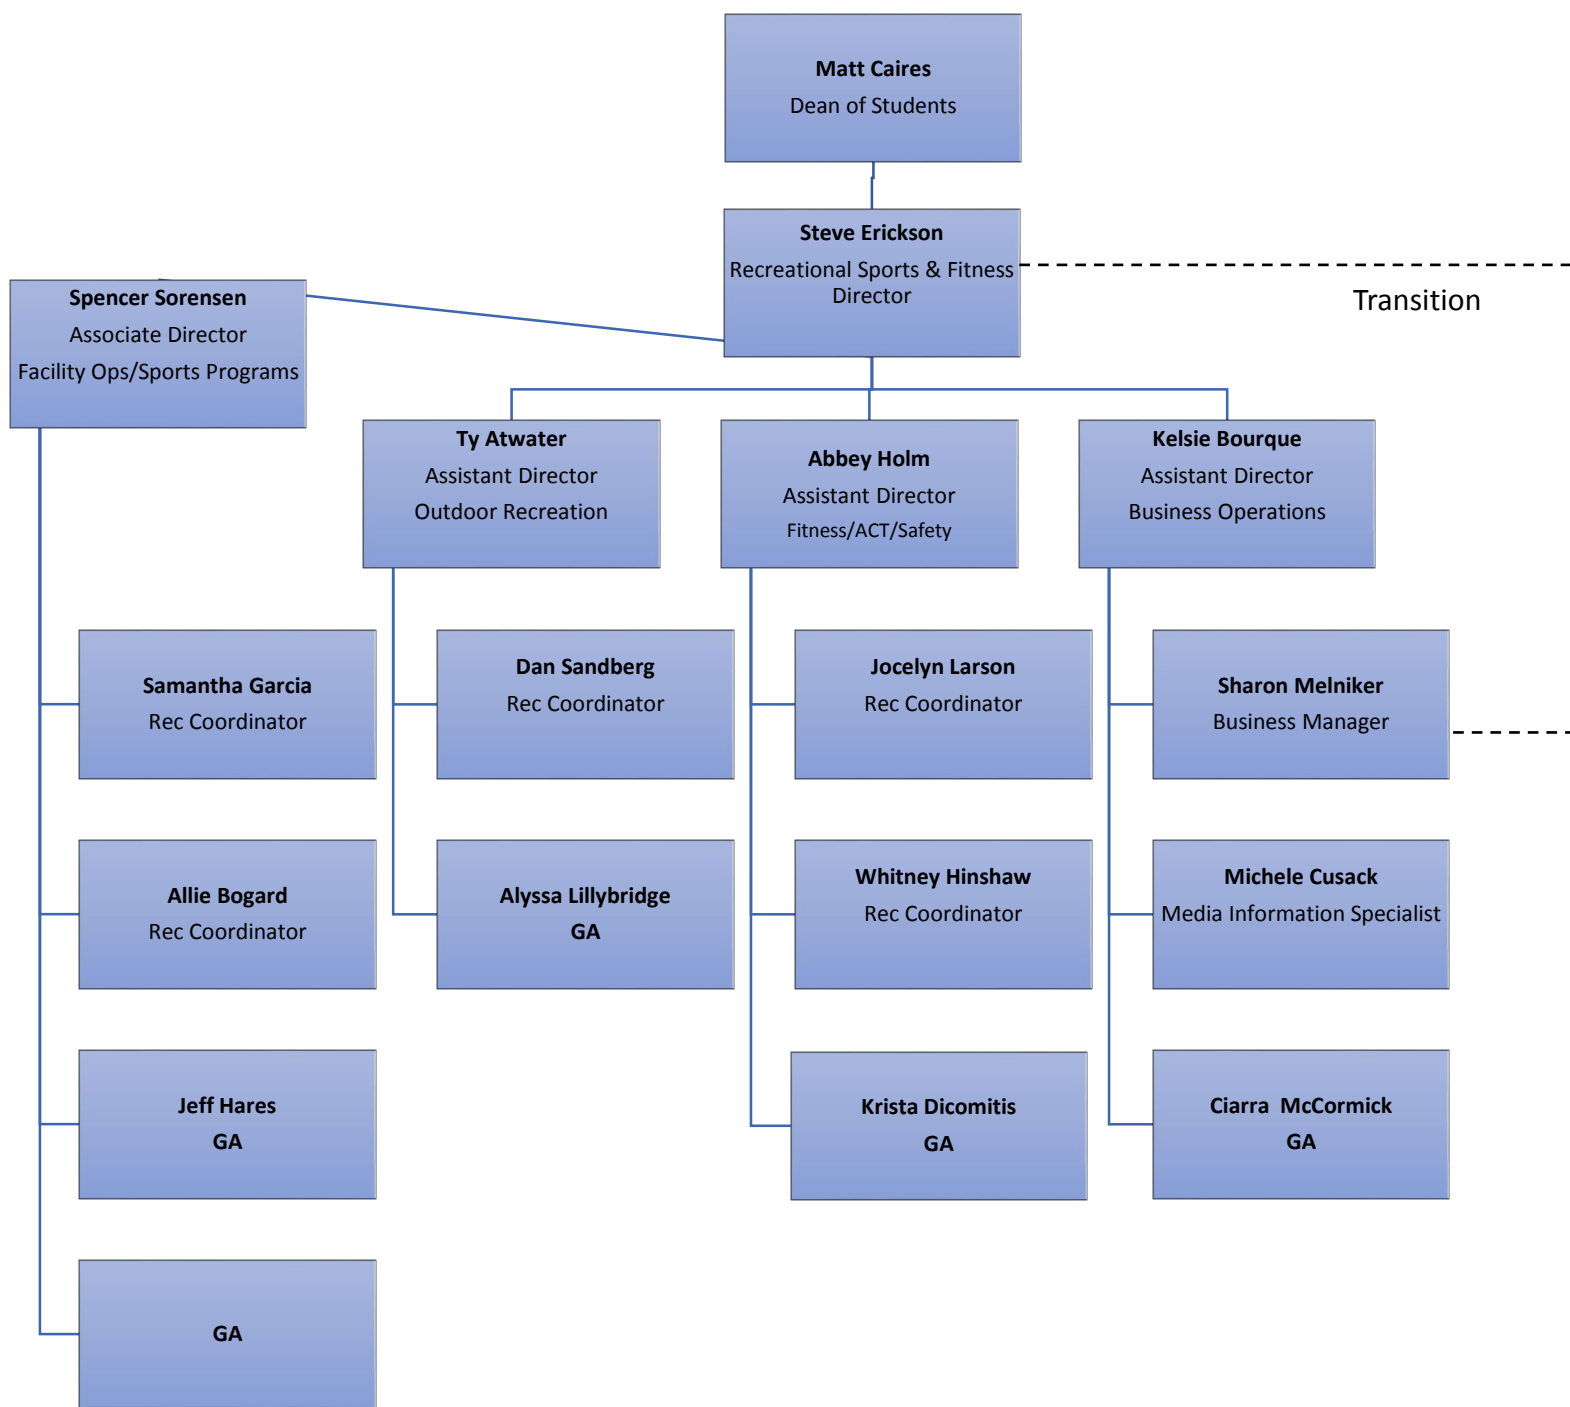 Matt Caires
Dean of Students
Steve Erickson
Recreational Sports & Fitness
Director
Transition
Spencer Sorensen
Associate Director
Facility Ops/Sports Programs
Ty Atwater
Assistant Director
Outdoor Recreation
Abbey Holm
Assistant Director
Fitness/ACT/Safety
Kelsie Bourque
Assistant Director
Business Operations
Samantha Garcia
Rec Coordinator
Dan Sandberg
Rec Coordinator
Jocelyn Larson
Rec Coordinator
Sharon Melniker
Business Manager
Allie Bogard
Rec Coordinator
Alyssa Lillybridge
GA
Whitney Hinshaw
Rec Coordinator
Michele Cusack
Media Information Specialist
Jeff Hares
GA
Krista Dicomitis
GA
Ciarra  McCormick
GA
GA